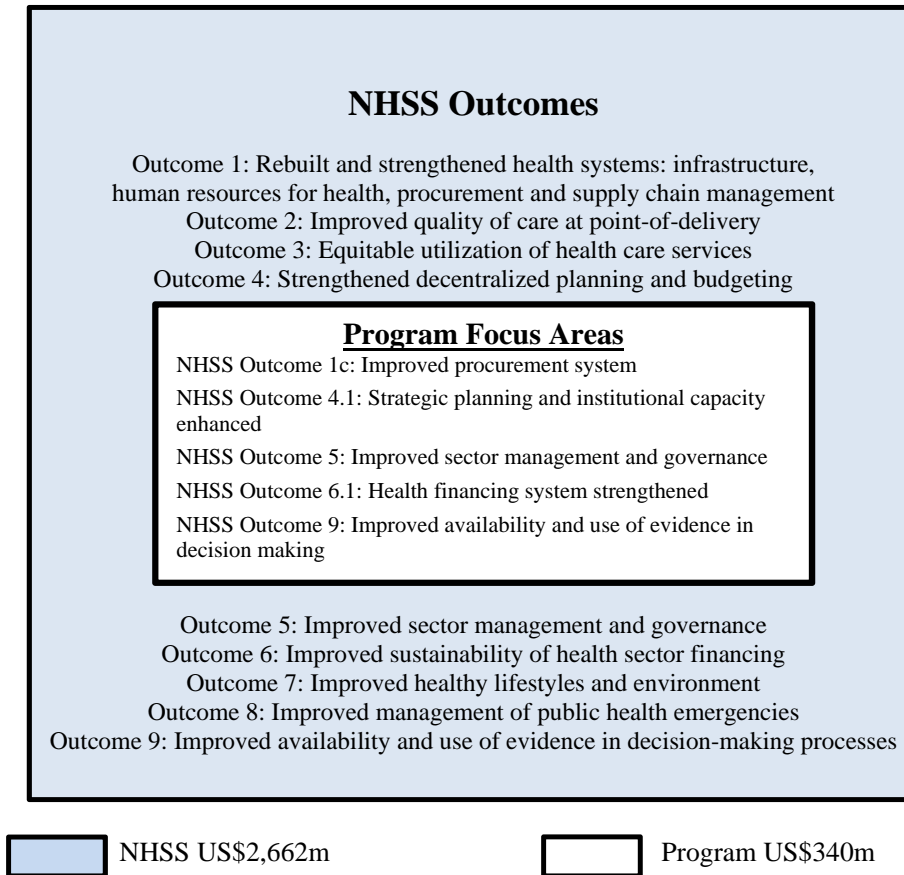 NHSS Outcomes
Outcome 1: Rebuilt and strengthened health systems: infrastructure,
human resources for health, procurement and supply chain management
Outcome 2: Improved quality of care at point-of-delivery
Outcome 3: Equitable utilization of health care services
Outcome 4: Strengthened decentralized planning and budgeting
Program Focus Areas
NHSS Outcome 1c: Improved procurement system
NHSS Outcome 4.1: Strategic planning and institutional capacity
enhanced
NHSS Outcome 5: Improved sector management and governance
NHSS Outcome 6.1: Health financing system strengthened
NHSS Outcome 9: Improved availability and use of evidence in
decision making
Outcome 5: Improved sector management and governance
Outcome 6: Improved sustainability of health sector financing
Outcome 7: Improved healthy lifestyles and environment
Outcome 8: Improved management of public health emergencies
Outcome 9: Improved availability and use of evidence in decision-making processes
NHSS US$2,662m
Program US$340m